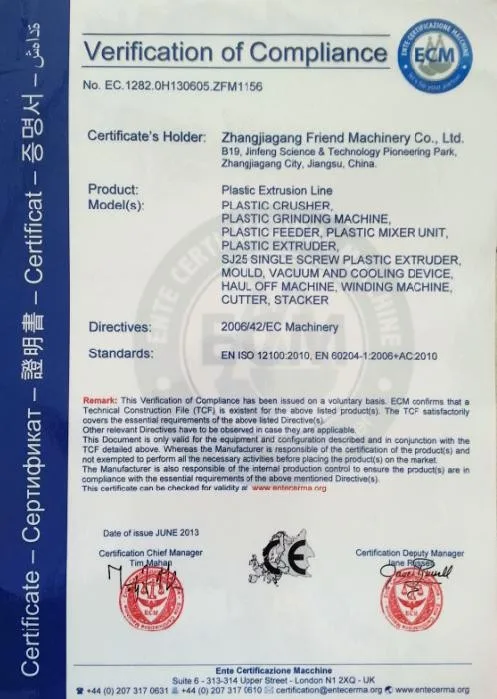 Verification of Compliance
ENTE CERTIFICAZIONE MACCHINE
ECM
No. EC.1282.0H130605.ZFM1156
Certificate's Holder: Zhangjiagang Friend Machinery Co., Ltd.
B19, Jinfeng Science & Technology Pioneering Park,
Zhangjiagang City, Jiangsu, China.
Product: Plastic Extrusion Line
Model(s): PLASTIC CRUSHER,
PLASTIC GRINDING MACHINE,
PLASTIC FEEDER, PLASTIC MIXER UNIT,
PLASTIC EXTRUDER,
SJ25 SINGLE SCREW PLASTIC EXTRUDER,
MOULD, VACUUM AND COOLING DEVICE,
HAUL OFF MACHINE, WINDING MACHINE,
CUTTER, STACKER
Directives: 2006/42/EC Machinery
Standards: EN ISO 12100:2010, EN 60204-1:2006+AC:2010
Remark: This Verification of Compliance has been issued on a voluntary basis. ECM confirms that a
Technical Construction File (TCF) is existent for the above listed product(s). The TCF satisfactorily
covers the essential requirements of the above listed Directive(s).
Other relevant Directives have to be observed in case they are applicable.
This Document is only valid for the equipment and configuration described and in conjunction with the
TCF detailed above. Whereas the Manufacturer is responsible of the certification of the product(s) and
not exempted to perform all the necessary activities before placing the product(s) on the market.
The Manufacturer is also responsible of the internal production control to ensure the product(s) are in
compliance with the essential requirements of the above mentioned Directive(s).
This certificate can be checked for validity at www.entecerma.org
Date of issue JUNE 2013
Certification Chief Manager
Tim Mahan
ECM
CE
Certification Deputy Manager
Jane Russell
ECM
Ente Certificazione Macchine
Suite 6 - 313-314 Upper Street - London N1 2XQ - UK
+44 (0) 207 317 0631 +44 (0) 207 317 0610 certification@entecerma.org www.entecerma.org
Certificate – Сертификат – 證明書 – Certificat – 증명서 –